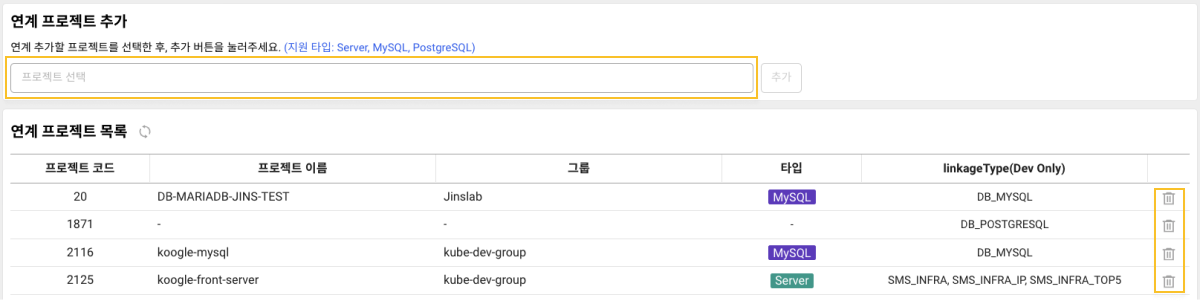 연계 프로젝트 추가
연계 추가할 프로젝트를 선택한 후, 추가 버튼을 눌러주세요. (지원 타입: Server, MySQL, PostgreSQL)
프로젝트 선택 추가
연계 프로젝트 목록
프로젝트 코드 프로젝트 이름 그룹 타입 linkageType(Dev Only)
20 DB-MARIADB-JINS-TEST Jinslab MySQL DB_MYSQL
1871 - - - DB_POSTGRESQL
2116 koogle-mysql kube-dev-group MySQL DB_MYSQL
2125 koogle-front-server kube-dev-group Server SMS_INFRA, SMS_INFRA_IP, SMS_INFRA_TOP5